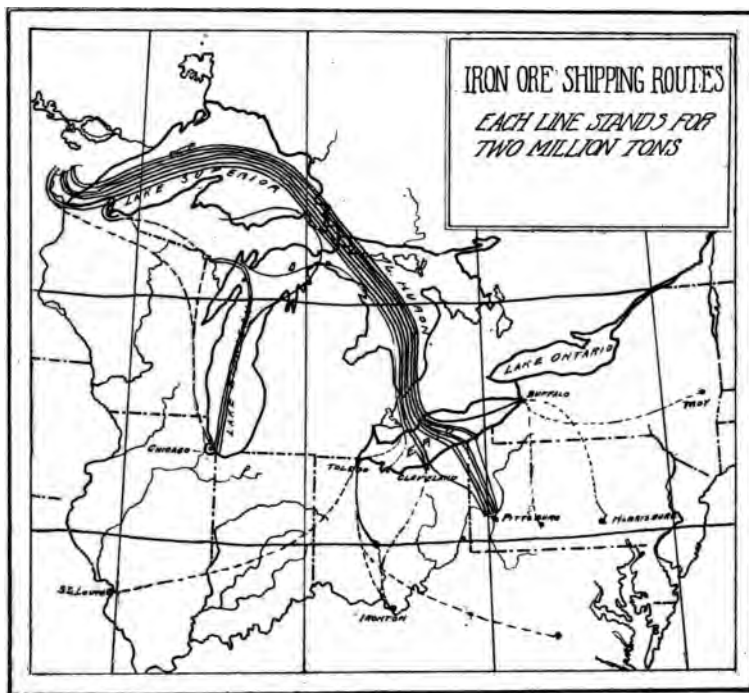 IRON ORE SHIPPING ROUTES
EACH LINE STANDS FOR
TWO MILLION TONS
LAKE SUPERIOR
L. HURON
LAKE ONTARIO
BUFFALO
TROY
CHICAGO
TOLEDO
CLEVELAND
PITTSBURG
ST. LOUIS
IRONTON